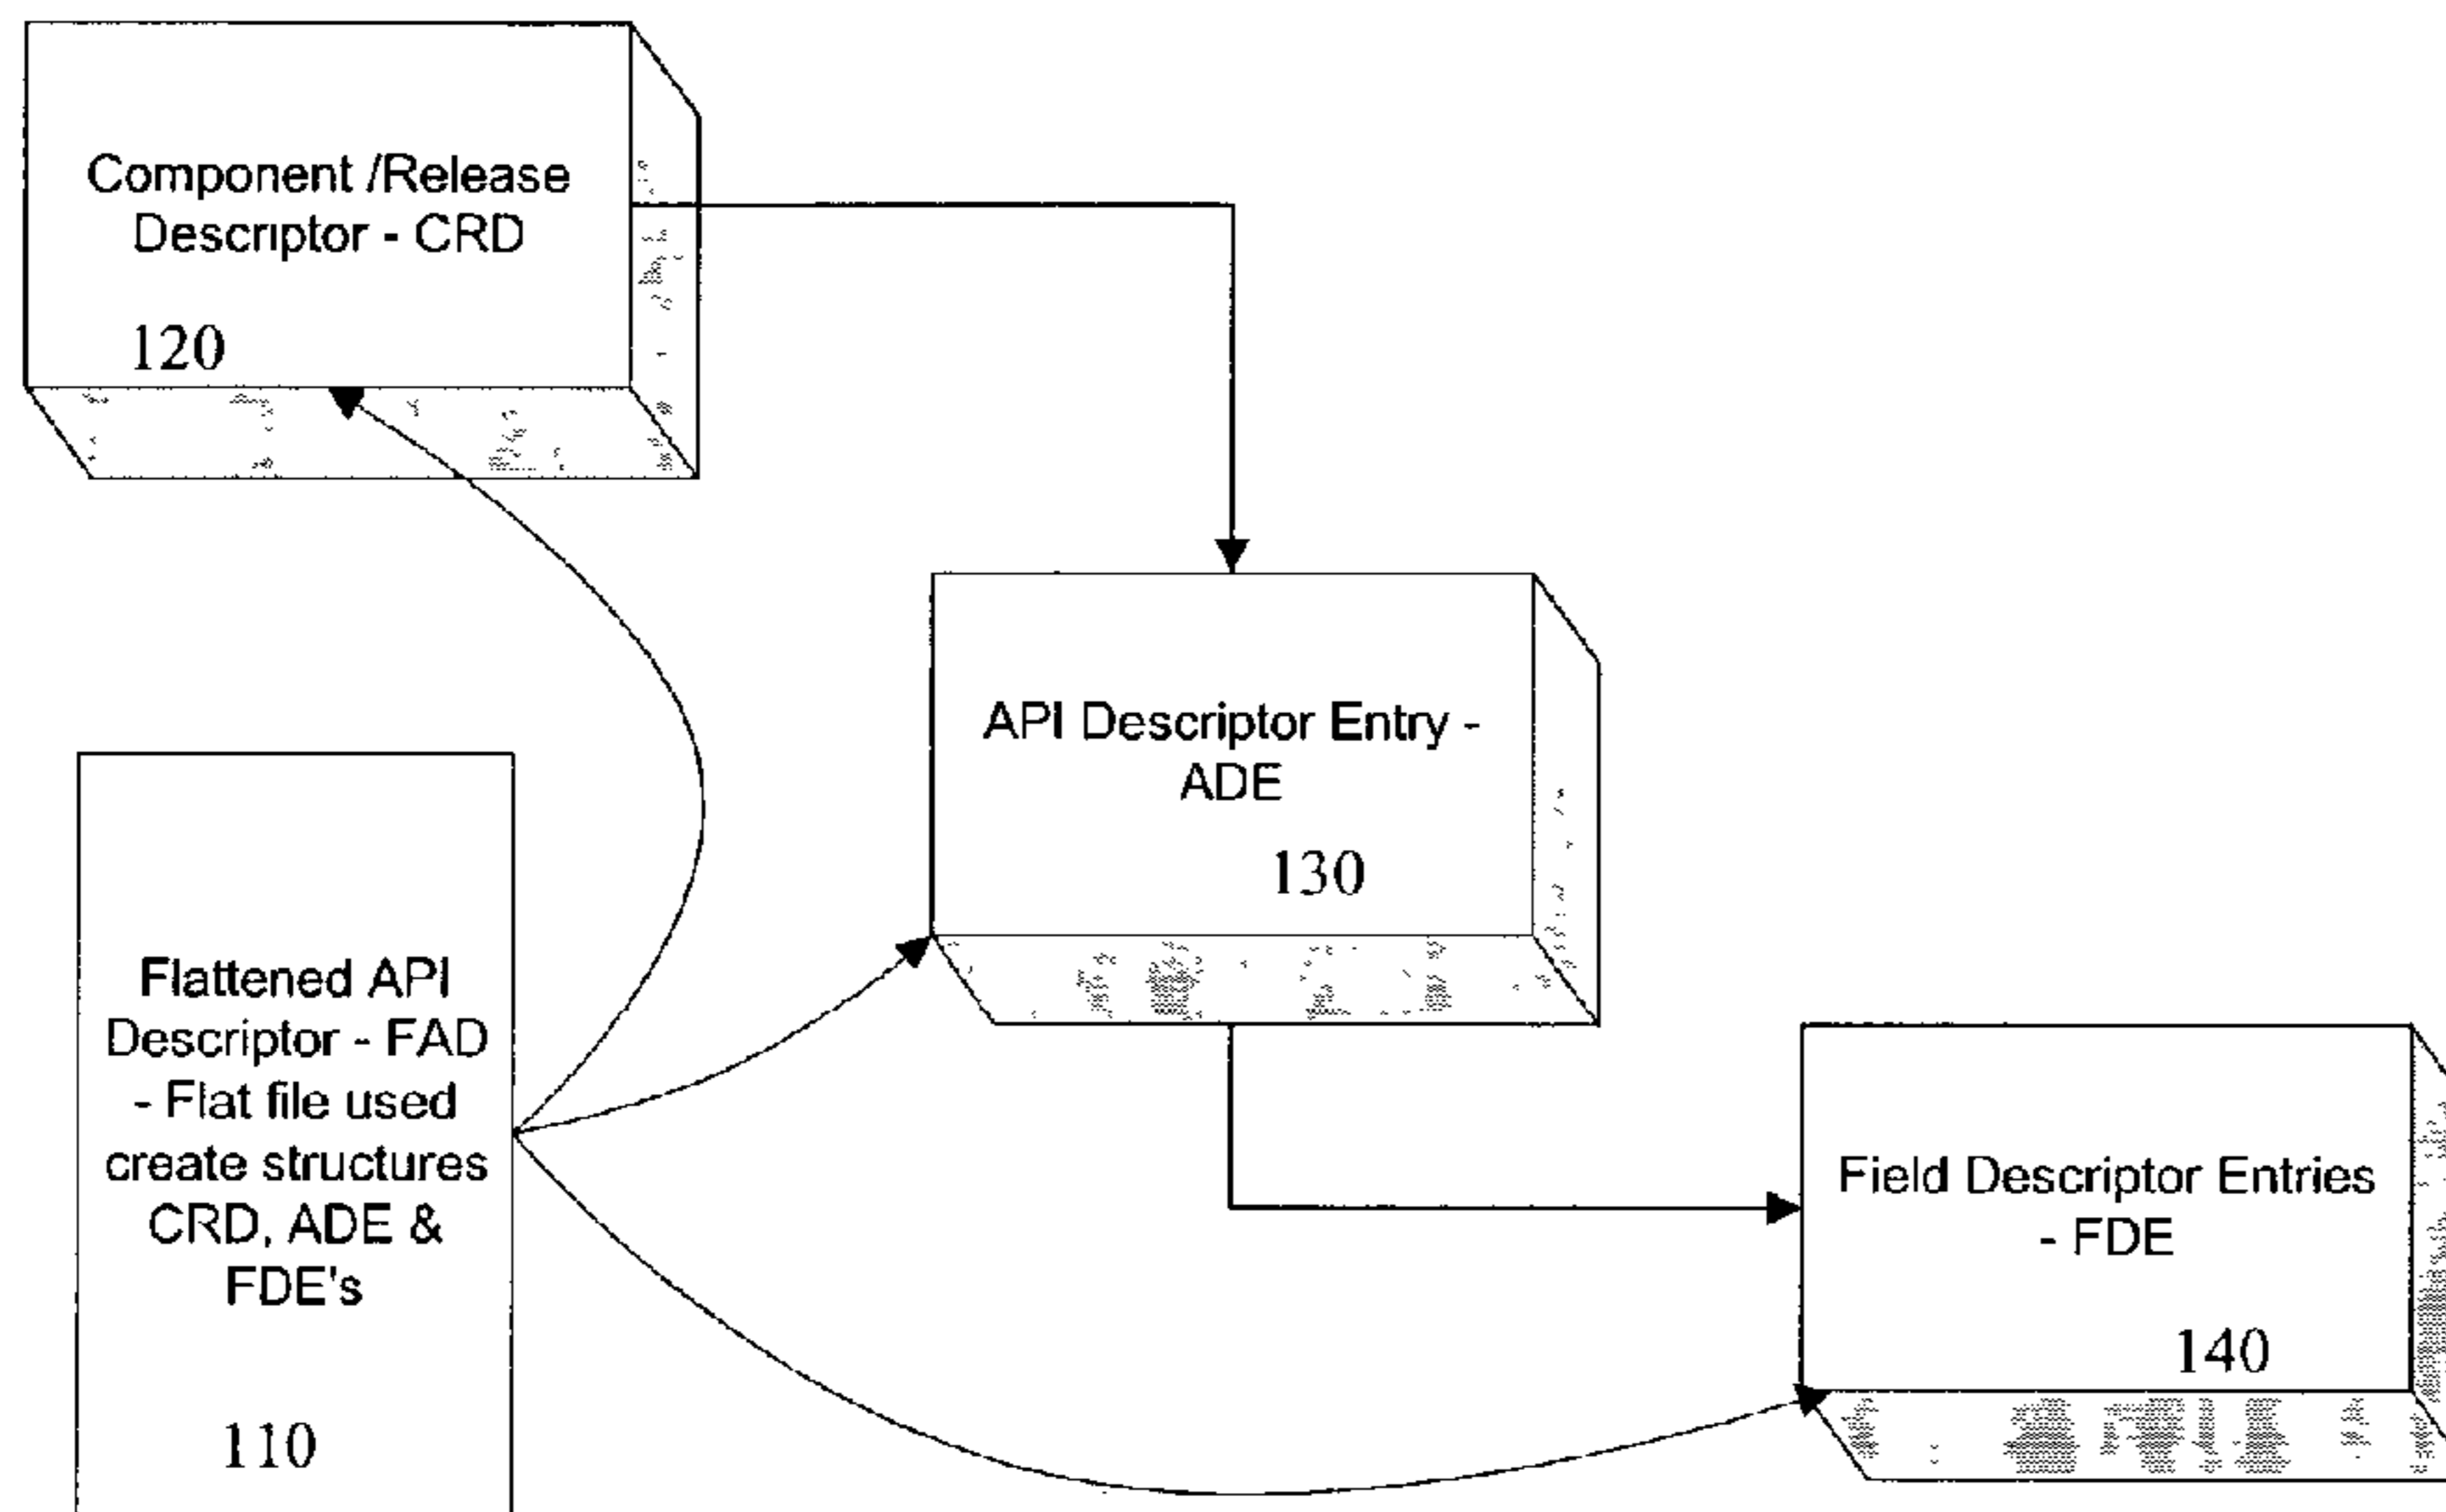 Component /Release
Descriptor - CRD
120
API Descriptor Entry -
ADE
130
Flattened API
Descriptor - FAD
- Flat file used
create structures
CRD, ADE &
FDE's
110
Field Descriptor Entries
- FDE
140